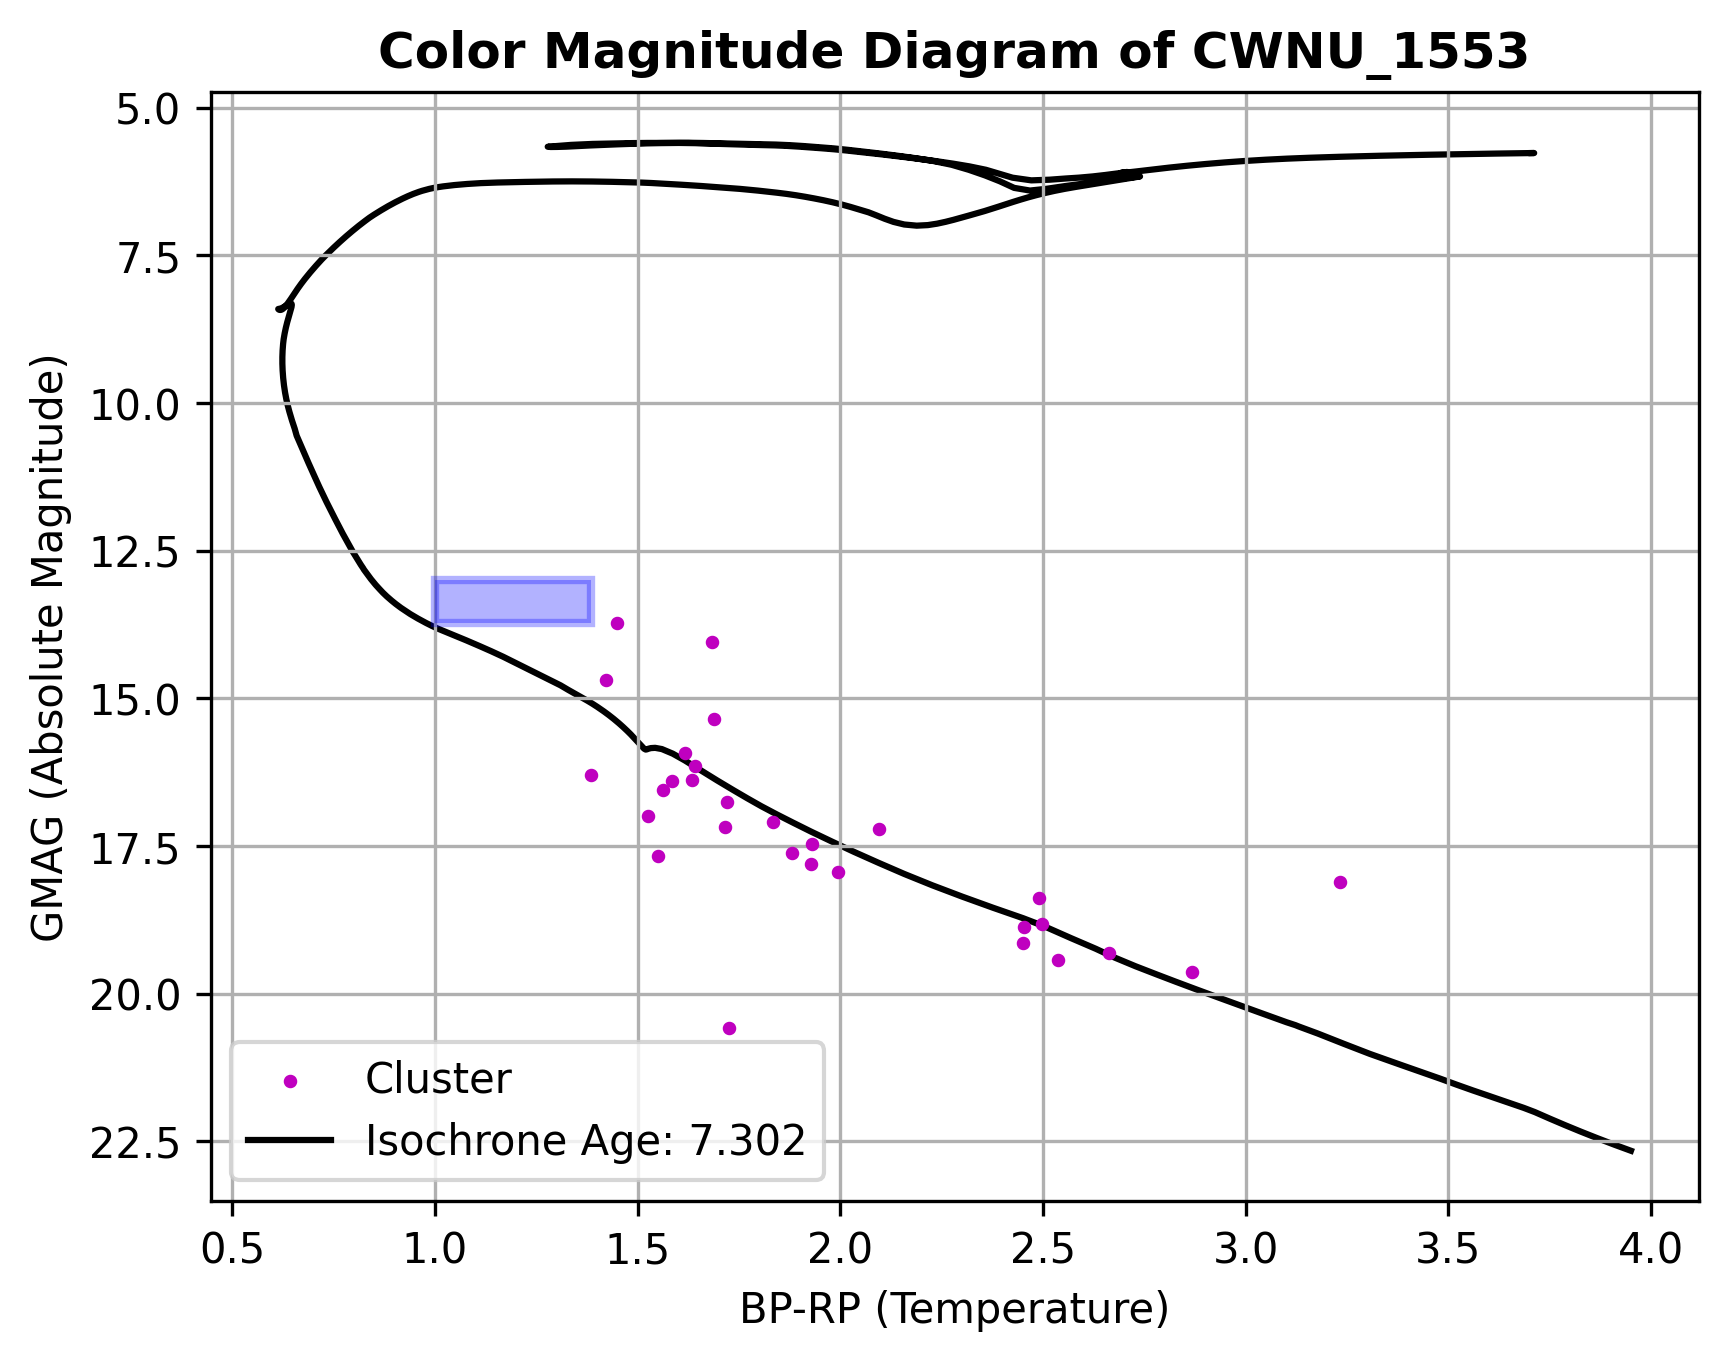 Color Magnitude Diagram of CWNU_1553
GMAG (Absolute Magnitude)
5.0
7.5
10.0
12.5
15.0
17.5
20.0
22.5
Cluster
Isochrone Age: 7.302
0.5 1.0 1.5 2.0 2.5 3.0 3.5 4.0
BP-RP (Temperature)